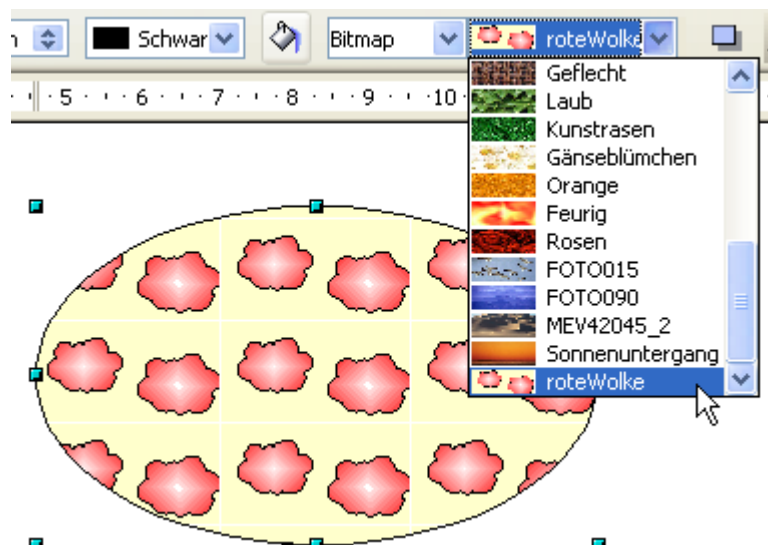 n Schwar Bitmap roteWolke
5 6 7 8 9 10
Geflecht
Laub
Kunstrasen
Gänseblümchen
Orange
Feurig
Rosen
FOTO015
FOTO090
MEV42045_2
Sonnenuntergang
roteWolke